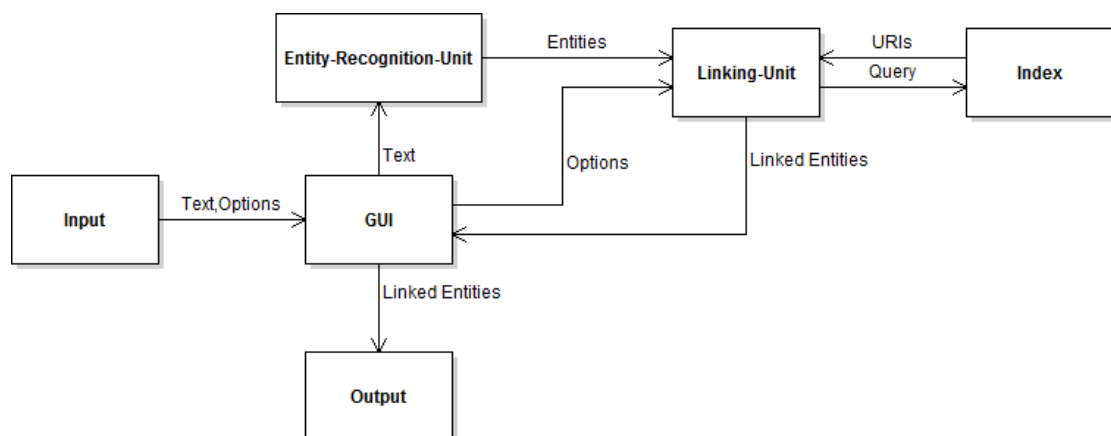 Entity-Recognition-Unit
Entities
Linking-Unit
URIs
Query
Index
Text
Options
Linked Entities
Input
Text,Options
GUI
Linked Entities
Output